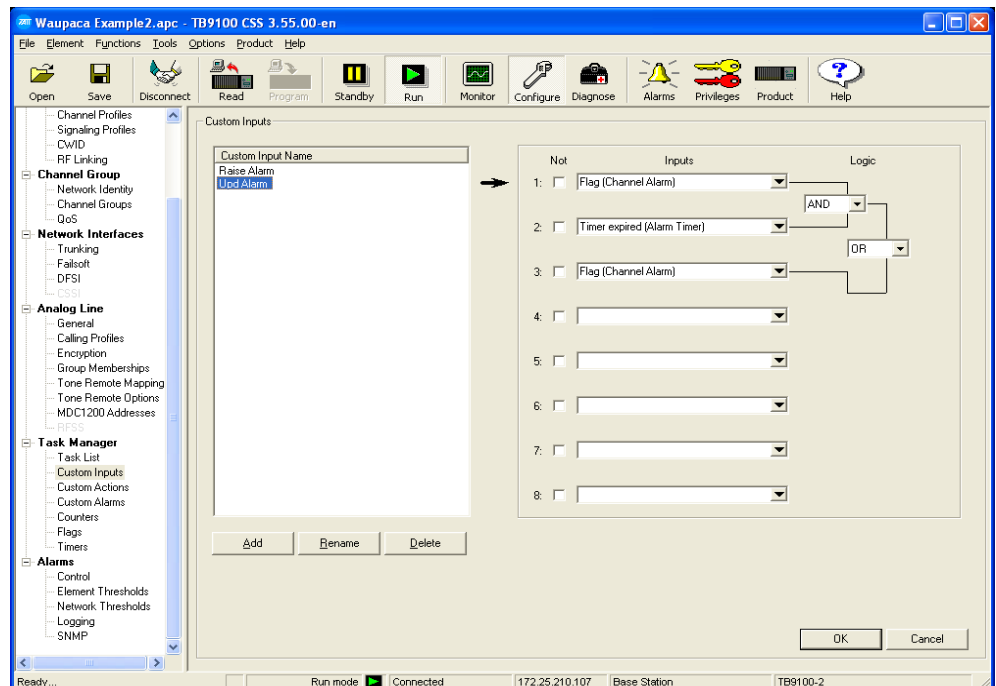 Waupaca Example2.apc - TB9100 CSS 3.55.00-en
File Element Functions Tools Options Product Help
Open Save Disconnect Read Program Standby Run Monitor Configure Diagnose Alarms Privileges Product Help
Channel Profiles
Signaling Profiles
CWID
RF Linking
Channel Group
Network Identity
Channel Groups
QoS
Network Interfaces
Trunking
Failsoft
DFSI
CSSI
Analog Line
General
Calling Profiles
Encryption
Group Memberships
Tone Remote Mapping
Tone Remote Options
MDC1200 Addresses
RFSS
Task Manager
Task List
Custom Inputs
Custom Actions
Custom Alarms
Counters
Flags
Timers
Alarms
Control
Element Thresholds
Network Thresholds
Logging
SNMP
Custom Inputs
Custom Input Name
Raise Alarm
Upd Alarm
Add Rename Delete
Not Inputs Logic
1: Flag (Channel Alarm)
AND
2: Timer expired (Alarm Timer)
OR
3: Flag (Channel Alarm)
4:
5:
6:
7:
8:
OK Cancel
Ready... Run mode Connected 172.25.210.107 Base Station TB9100-2